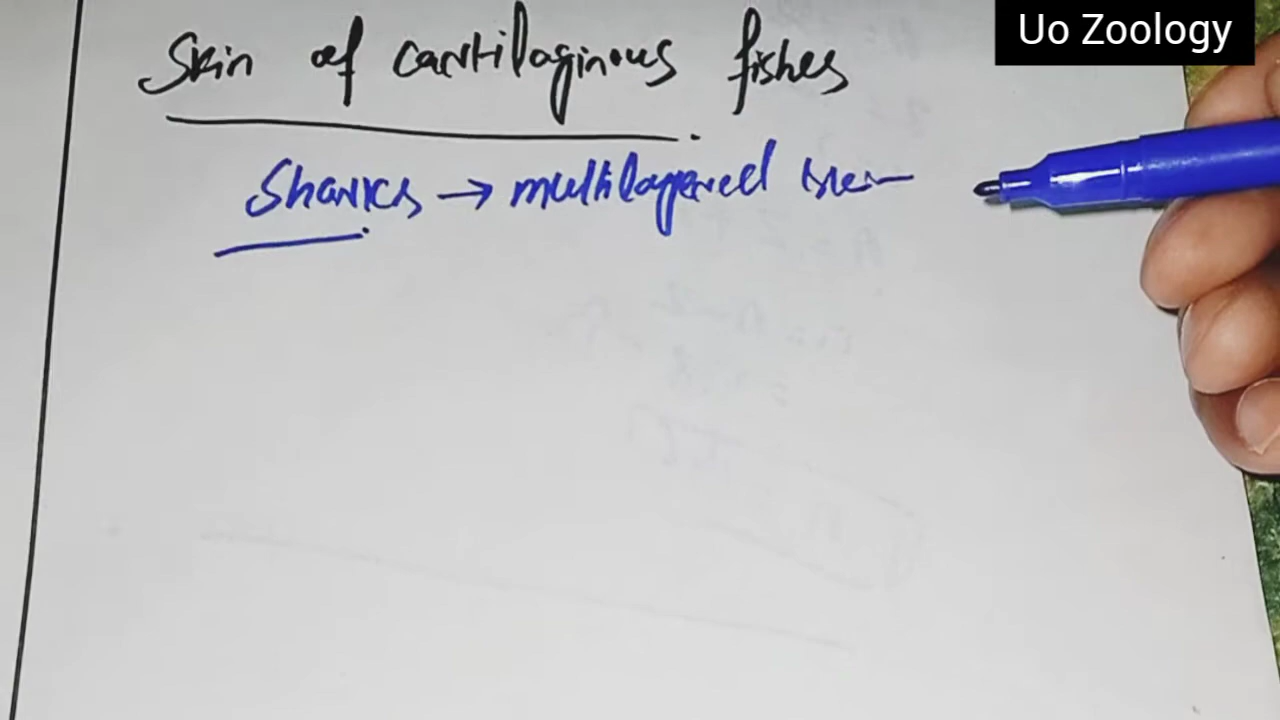 Uo Zoology
Skin of cartilaginous fishes
Sharks → multilayered